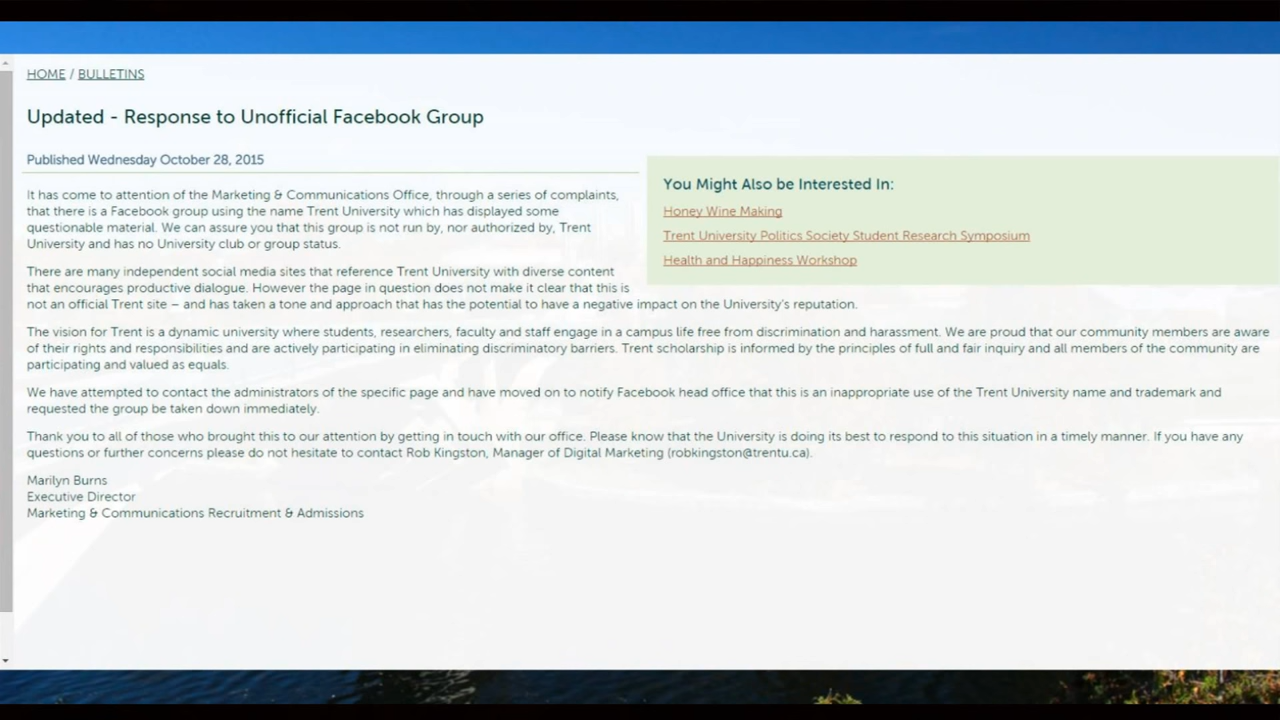 HOME / BULLETINS
Updated - Response to Unofficial Facebook Group
Published Wednesday October 28, 2015
It has come to attention of the Marketing & Communications Office, through a series of complaints,
that there is a Facebook group using the name Trent University which has displayed some
questionable material. We can assure you that this group is not run by, nor authorized by, Trent
University and has no University club or group status.
There are many independent social media sites that reference Trent University with diverse content
that encourages productive dialogue. However the page in question does not make it clear that this is
not an official Trent site – and has taken a tone and approach that has the potential to have a negative impact on the University's reputation.
The vision for Trent is a dynamic university where students, researchers, faculty and staff engage in a campus life free from discrimination and harassment. We are proud that our community members are aware
of their rights and responsibilities and are actively participating in eliminating discriminatory barriers. Trent scholarship is informed by the principles of full and fair inquiry and all members of the community are
participating and valued as equals.
We have attempted to contact the administrators of the specific page and have moved on to notify Facebook head office that this is an inappropriate use of the Trent University name and trademark and
requested the group be taken down immediately.
Thank you to all of those who brought this to our attention by getting in touch with our office. Please know that the University is doing its best to respond to this situation in a timely manner. If you have any
questions or further concerns please do not hesitate to contact Rob Kingston, Manager of Digital Marketing (robkingston@trentu.ca).
Marilyn Burns
Executive Director
Marketing & Communications Recruitment & Admissions
You Might Also be Interested In:
Honey Wine Making
Trent University Politics Society Student Research Symposium
Health and Happiness Workshop